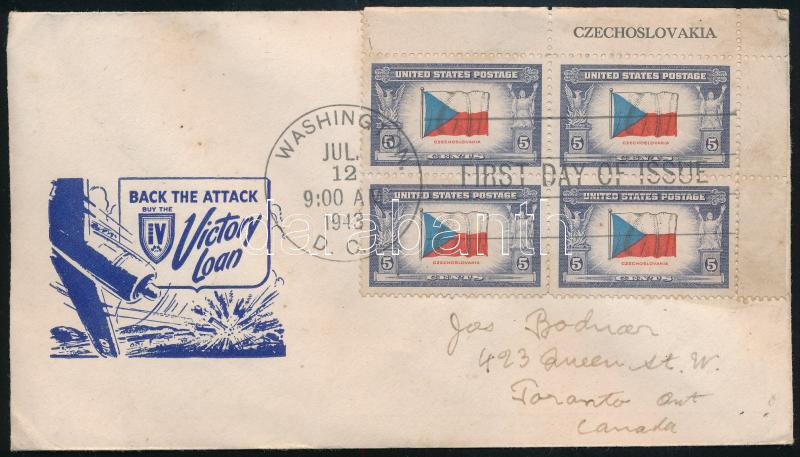 CZECHOSLOVAKIA
UNITED STATES POSTAGE
UNITED STATES POSTAGE
CZECHOSLOVAKIA
CZECHOSLOVAKIA
5 CENTS 5
5 CENTS 5
WASHINGTON,
JUL.
12
9:00 AM
1943
D. C.
FIRST DAY OF ISSUE
UNITED STATES POSTAGE
UNITED STATES POSTAGE
CZECHOSLOVAKIA
CZECHOSLOVAKIA
5 CENTS 5
5 CENTS 5
BACK THE ATTACK
BUY THE
IV
Victory
Loan
darabanth
Jos Bodnar
423 Queen St. W.
Toronto Ont
Canada